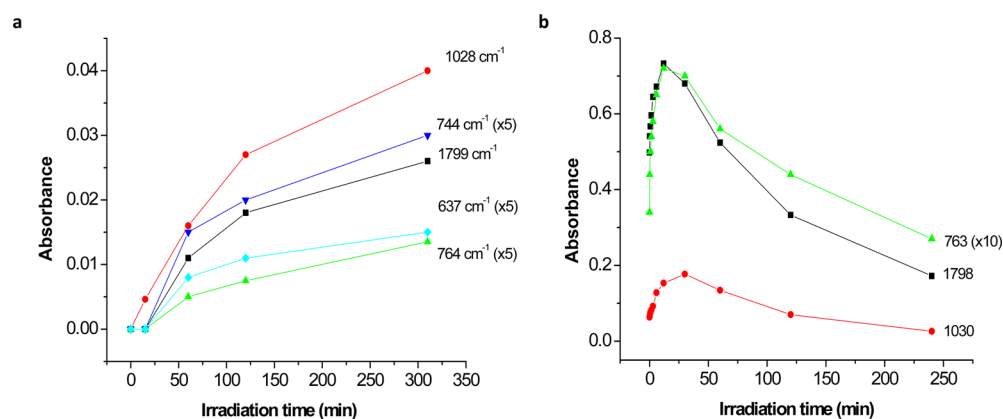 a
Absorbance
0.04
0.03
0.02
0.01
0.00
1028 cm⁻¹
744 cm⁻¹ (x5)
1799 cm⁻¹
637 cm⁻¹ (x5)
764 cm⁻¹ (x5)
0 50 100 150 200 250 300 350
Irradiation time (min)
b
Absorbance
0.8
0.6
0.4
0.2
0.0
763 (x10)
1798
1030
0 50 100 150 200 250
Irradiation time (min)